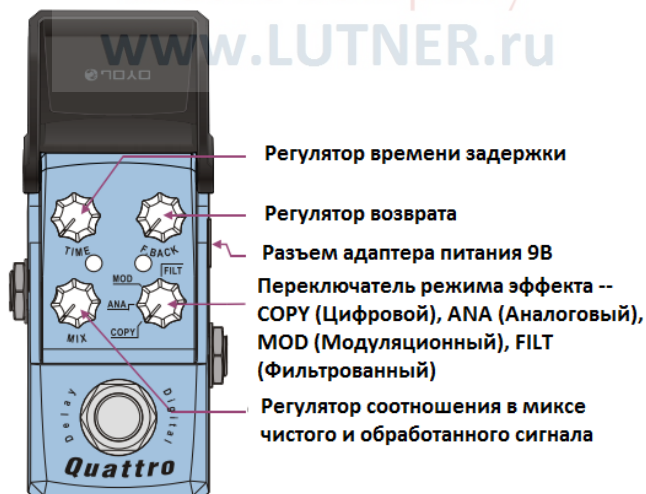 www.LUTNER.ru
JOYO
Регулятор времени задержки
Регулятор возврата
Разъем адаптера питания 9В
Переключатель режима эффекта --
COPY (Цифровой), ANA (Аналоговый),
MOD (Модуляционный), FILT
(Фильтрованный)
Регулятор соотношения в миксе
чистого и обработанного сигнала
TIME
F.BACK
FILT
MOD
ANA
COPY
MIX
Delay
Digital
Quattro